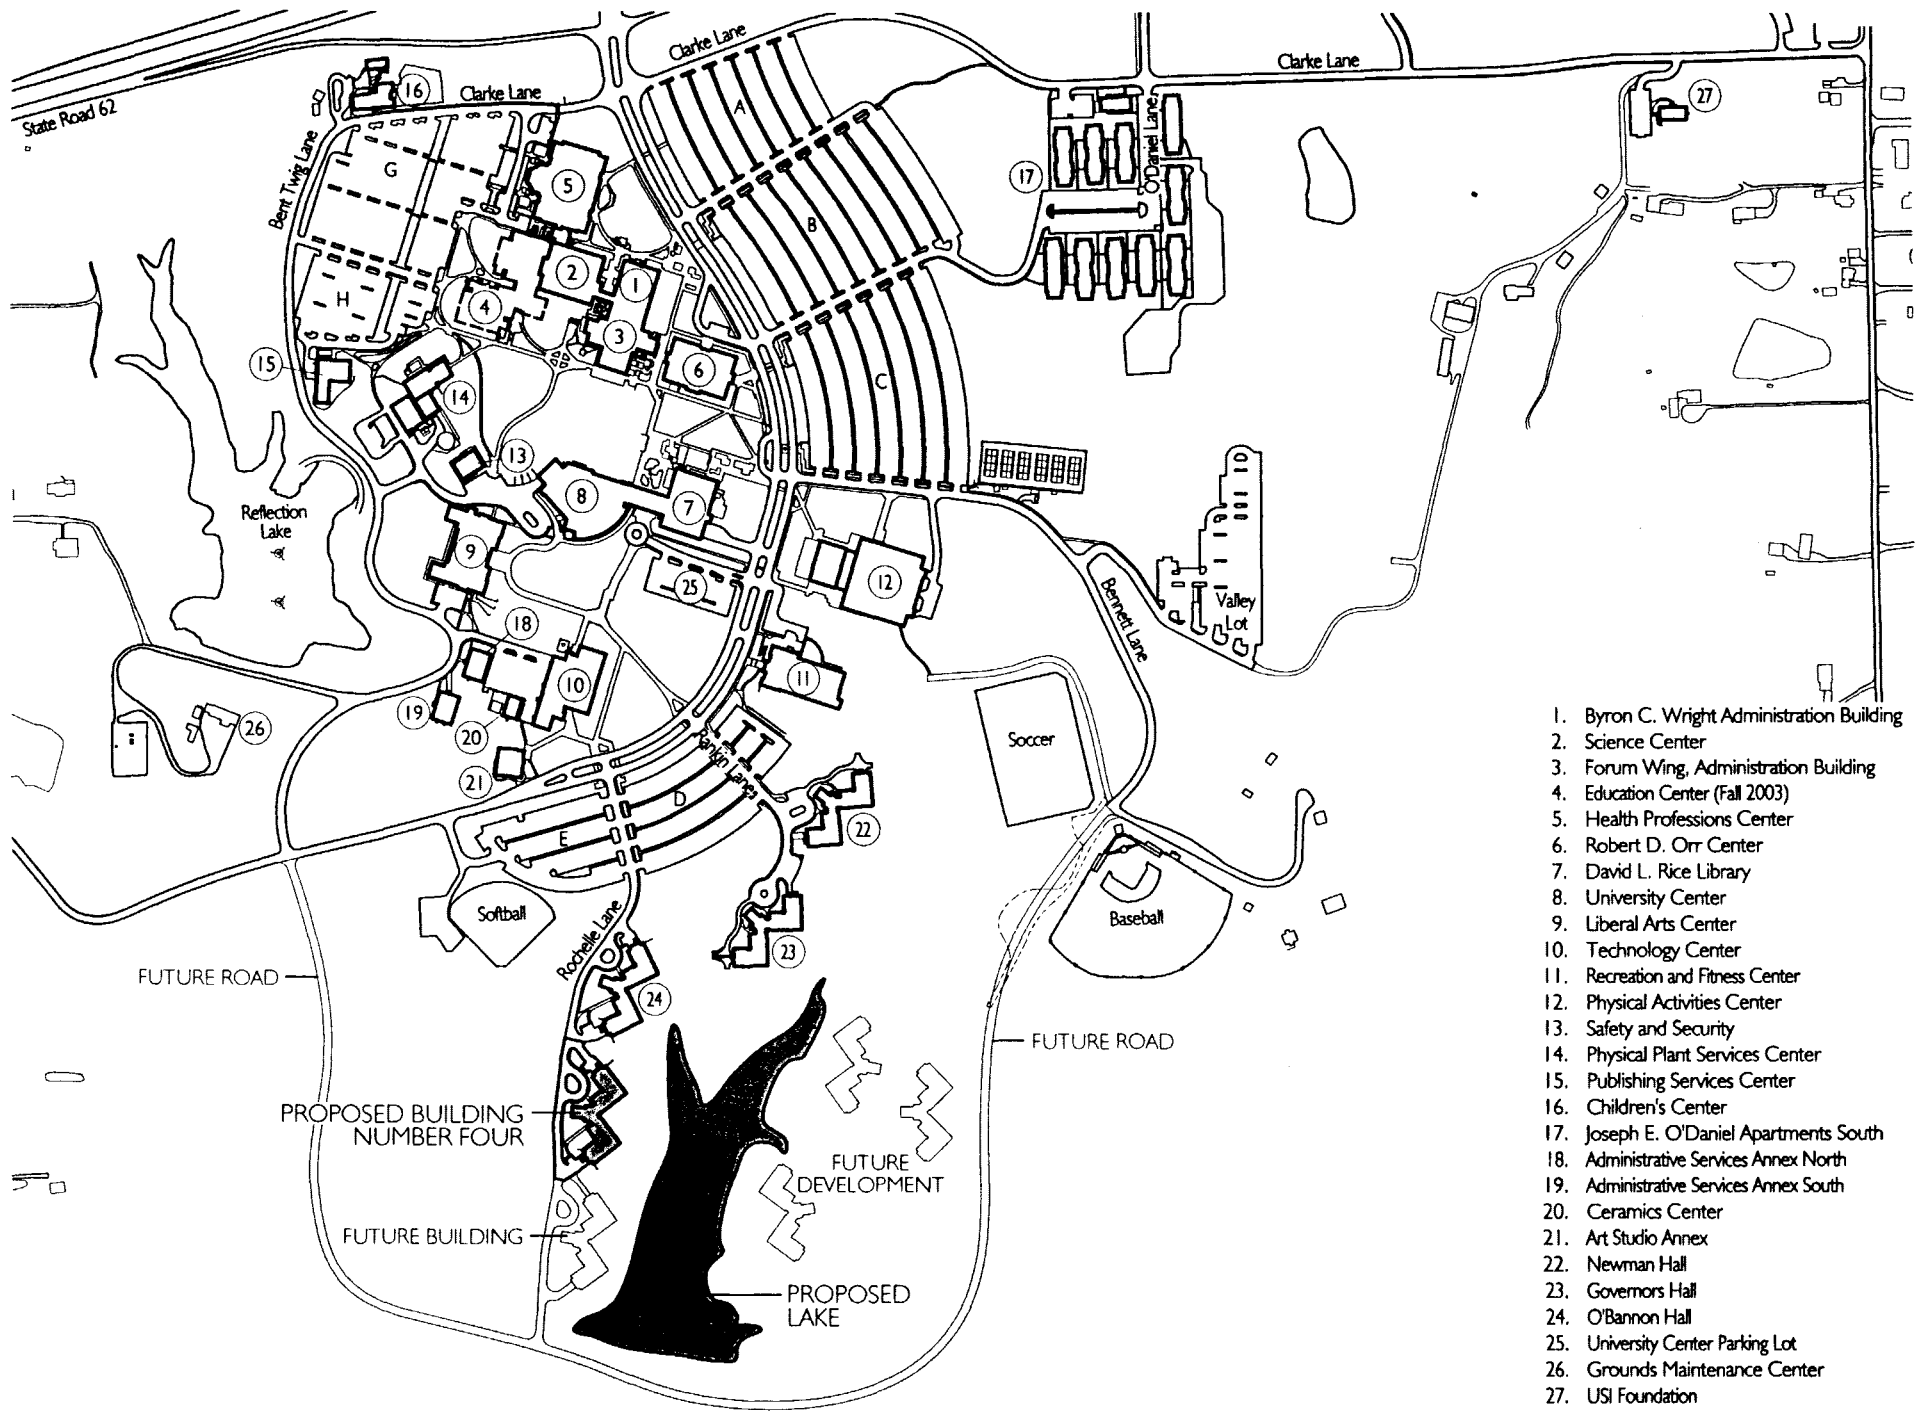 Clarke Lane
Clarke Lane
State Road 62
16
Clarke Lane
A
27
Bent Twig Lane
G
5
17
O'Daniel Lane
B
2
1
H
4
3
15
6
C
14
13
8
7
Reflection
Lake
9
25
12
Valley
Lot
Bennett Lane
18
10
11
19
20
26
Soccer
21
Rankin Lane
D
E
22
Softball
Baseball
Rochelle Lane
23
FUTURE ROAD
24
FUTURE ROAD
PROPOSED BUILDING
NUMBER FOUR
FUTURE
DEVELOPMENT
FUTURE BUILDING
PROPOSED
LAKE
1. Byron C. Wright Administration Building
2. Science Center
3. Forum Wing, Administration Building
4. Education Center (Fall 2003)
5. Health Professions Center
6. Robert D. Orr Center
7. David L. Rice Library
8. University Center
9. Liberal Arts Center
10. Technology Center
11. Recreation and Fitness Center
12. Physical Activities Center
13. Safety and Security
14. Physical Plant Services Center
15. Publishing Services Center
16. Children's Center
17. Joseph E. O'Daniel Apartments South
18. Administrative Services Annex North
19. Administrative Services Annex South
20. Ceramics Center
21. Art Studio Annex
22. Newman Hall
23. Governors Hall
24. O'Bannon Hall
25. University Center Parking Lot
26. Grounds Maintenance Center
27. USI Foundation